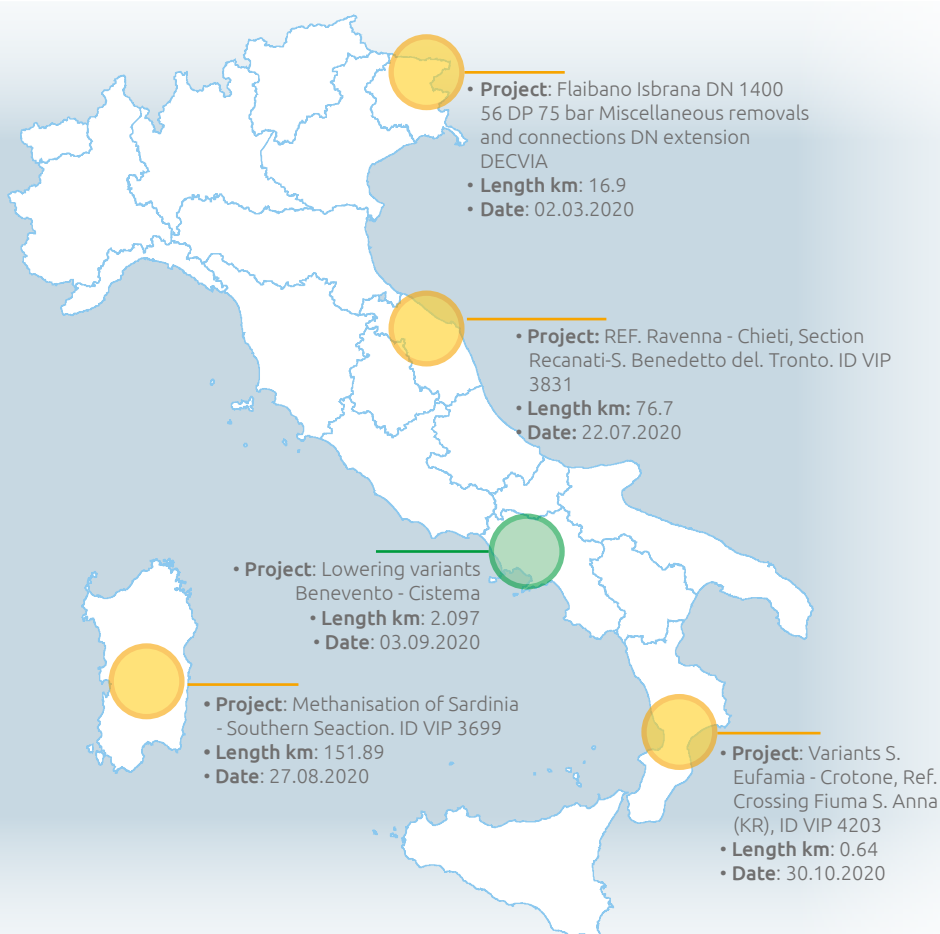 • Project: Flaibano Isbrana DN 1400
56 DP 75 bar Miscellaneous removals
and connections DN extension
DECVIA
• Length km: 16.9
• Date: 02.03.2020
• Project: REF. Ravenna - Chieti, Section
Recanati-S. Benedetto del. Tronto. ID VIP
3831
• Length km: 76.7
• Date: 22.07.2020
• Project: Lowering variants
Benevento - Cistema
• Length km: 2.097
• Date: 03.09.2020
• Project: Methanisation of Sardinia
- Southern Seaction. ID VIP 3699
• Length km: 151.89
• Date: 27.08.2020
• Project: Variants S.
Eufamia - Crotone, Ref.
Crossing Fiuma S. Anna
(KR), ID VIP 4203
• Length km: 0.64
• Date: 30.10.2020